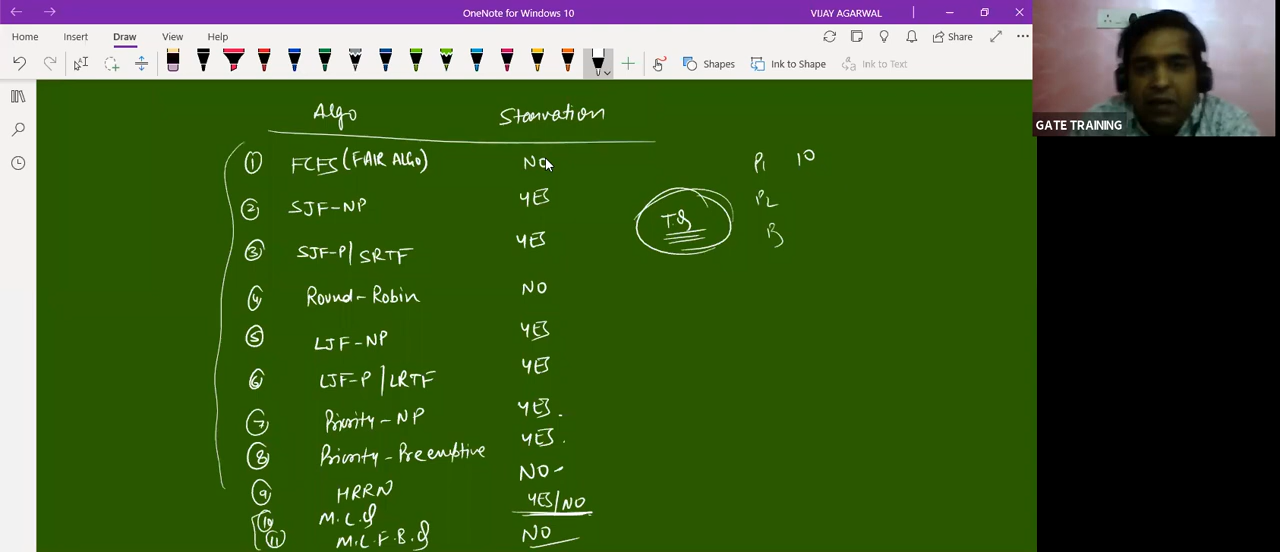 OneNote for Windows 10
VIJAY AGARWAL
Home Insert Draw View Help
Share
Shapes Ink to Shape Ink to Text
GATE TRAINING
Algo Starvation
1 FCFS (FAIR ALGO) NO
2 SJF-NP YES
3 SJF-P/SRTF YES
4 Round-Robin NO
5 LJF-NP YES
6 LJF-P/LRTF YES
7 Priority-NP YES.
8 Priority-Preemptive YES.
9 HRRN NO-
10 M.L.Q YES/NO
11 M.L.F.B.Q NO
T.Q
P1 10
P2